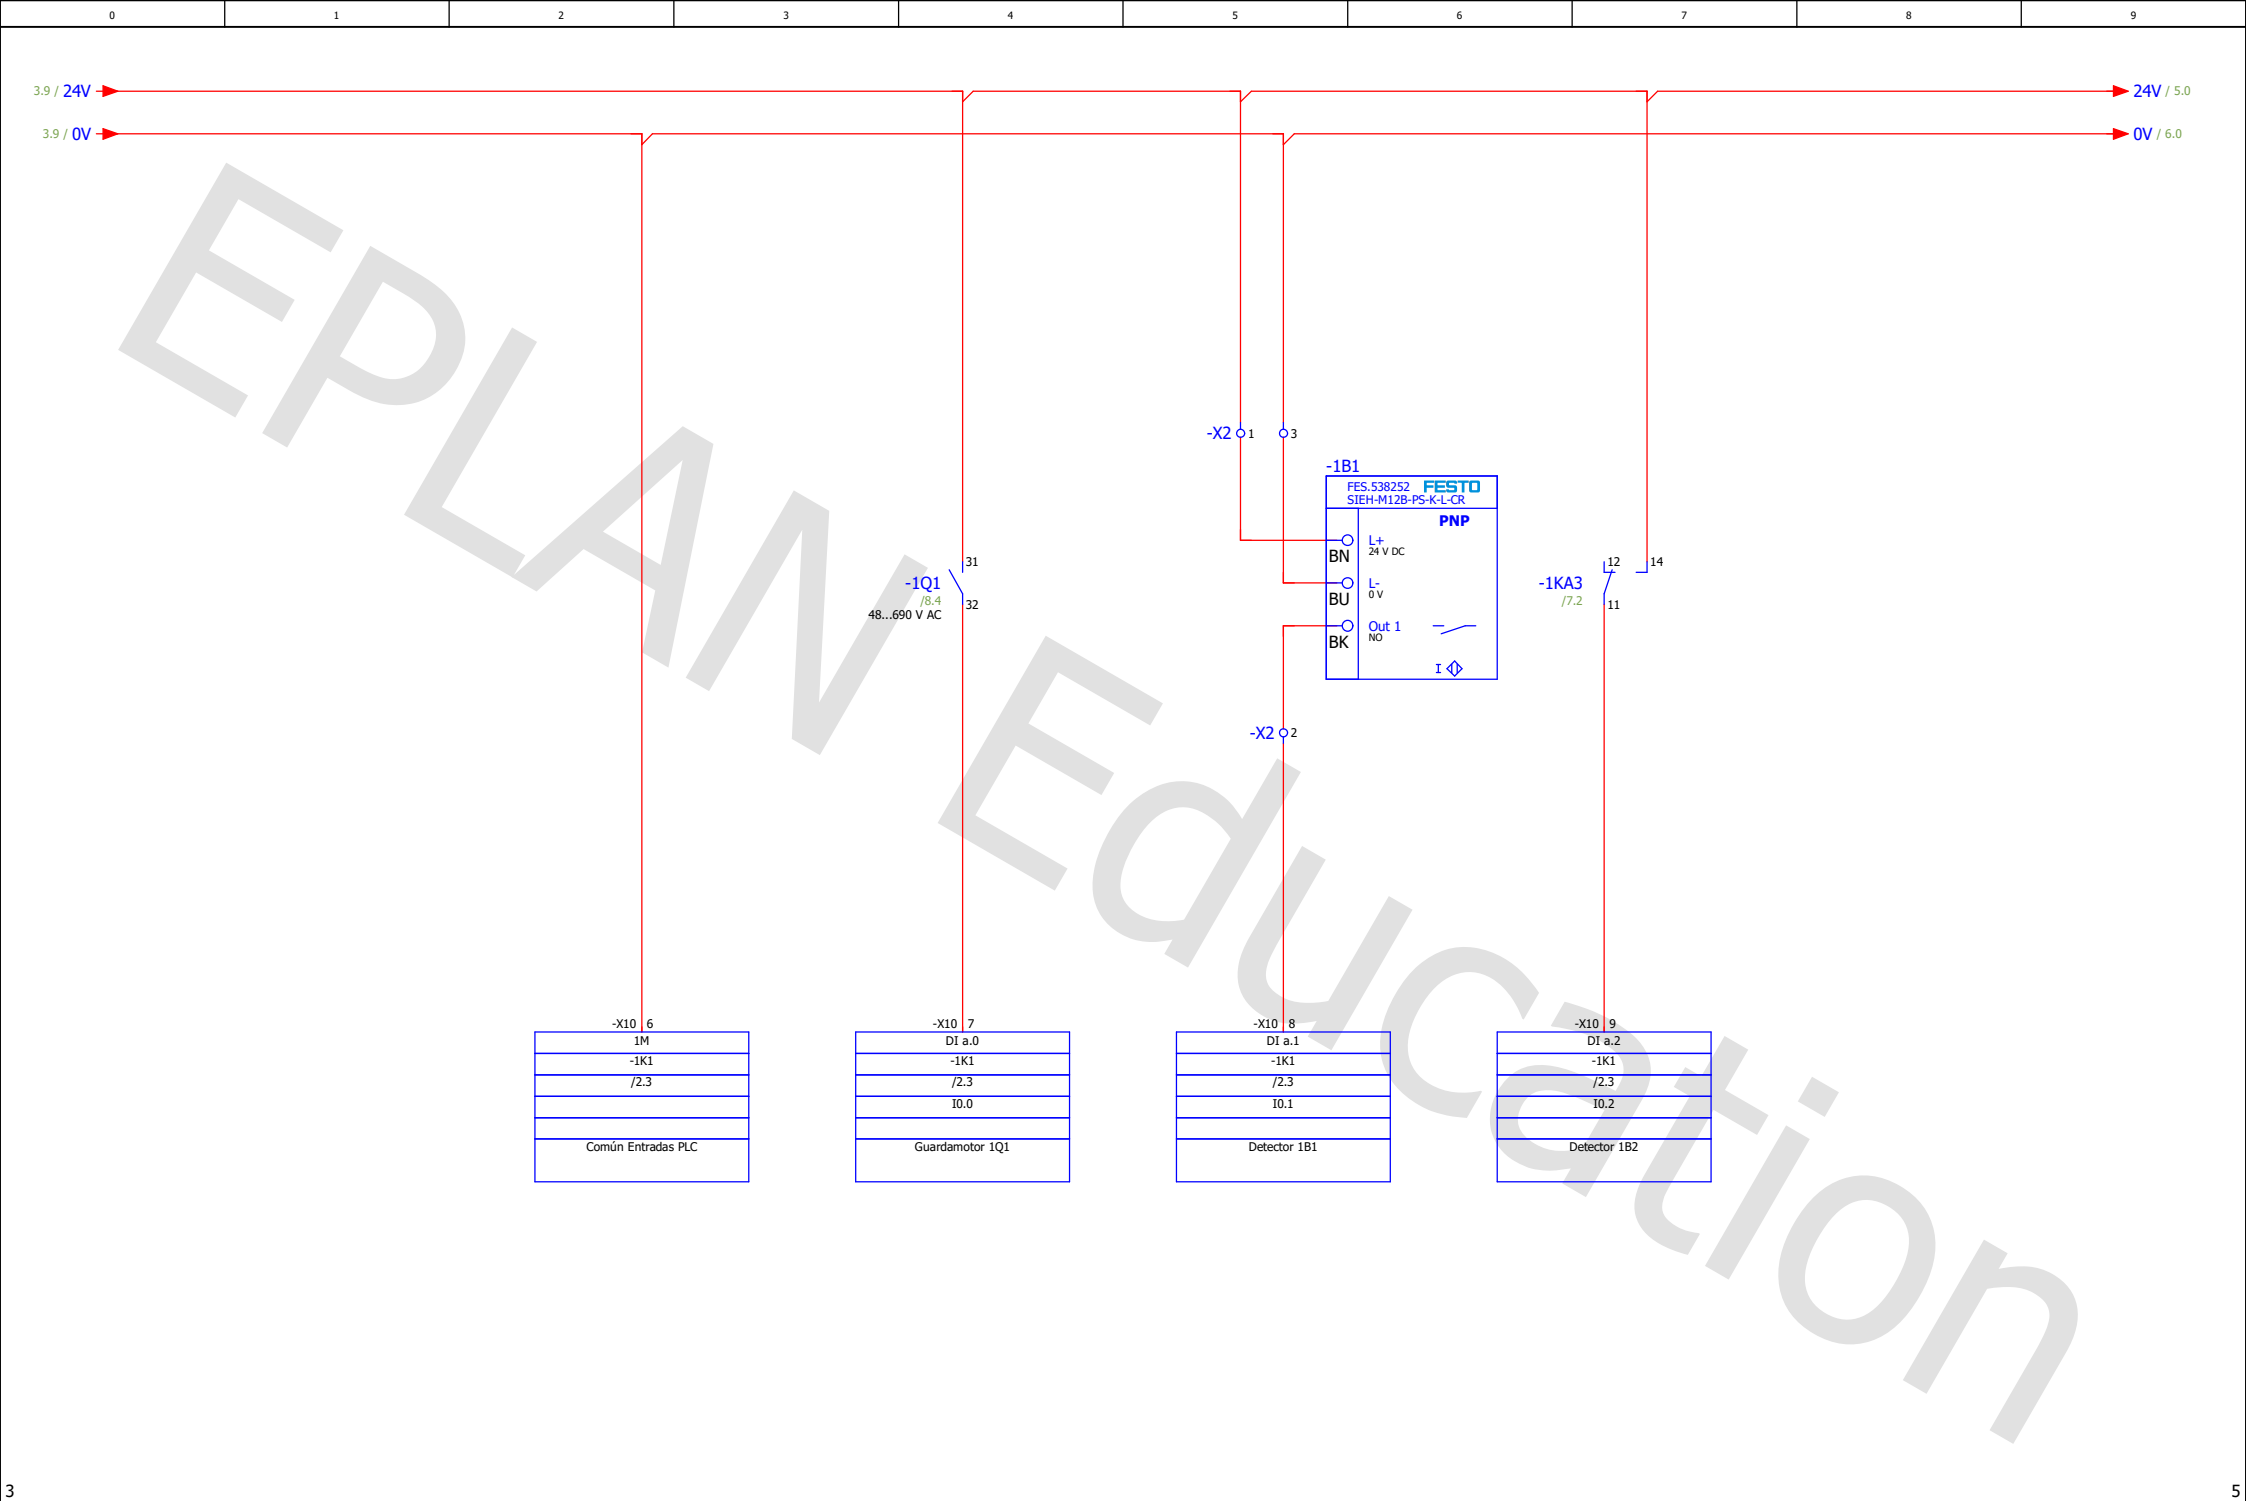 0 1 2 3 4 5 6 7 8 9
3.9 / 24V
24V / 5.0
3.9 / 0V
0V / 6.0
EPLAN Education
-X2 1
3
-1B1
FES.538252 FESTO
SIEH-M12B-PS-K-L-CR
PNP
L+
24 V DC
BN
L-
0 V
BU
Out 1
NO
BK
I
31
-1Q1
/8.4
32
48...690 V AC
12
14
-1KA3
/7.2
11
-X2 2
-X10 6
1M
-1K1
/2.3
Común Entradas PLC
-X10 7
DI a.0
-1K1
/2.3
I0.0
Guardamotor 1Q1
-X10 8
DI a.1
-1K1
/2.3
I0.1
Detector 1B1
-X10 9
DI a.2
-1K1
/2.3
I0.2
Detector 1B2
3
5